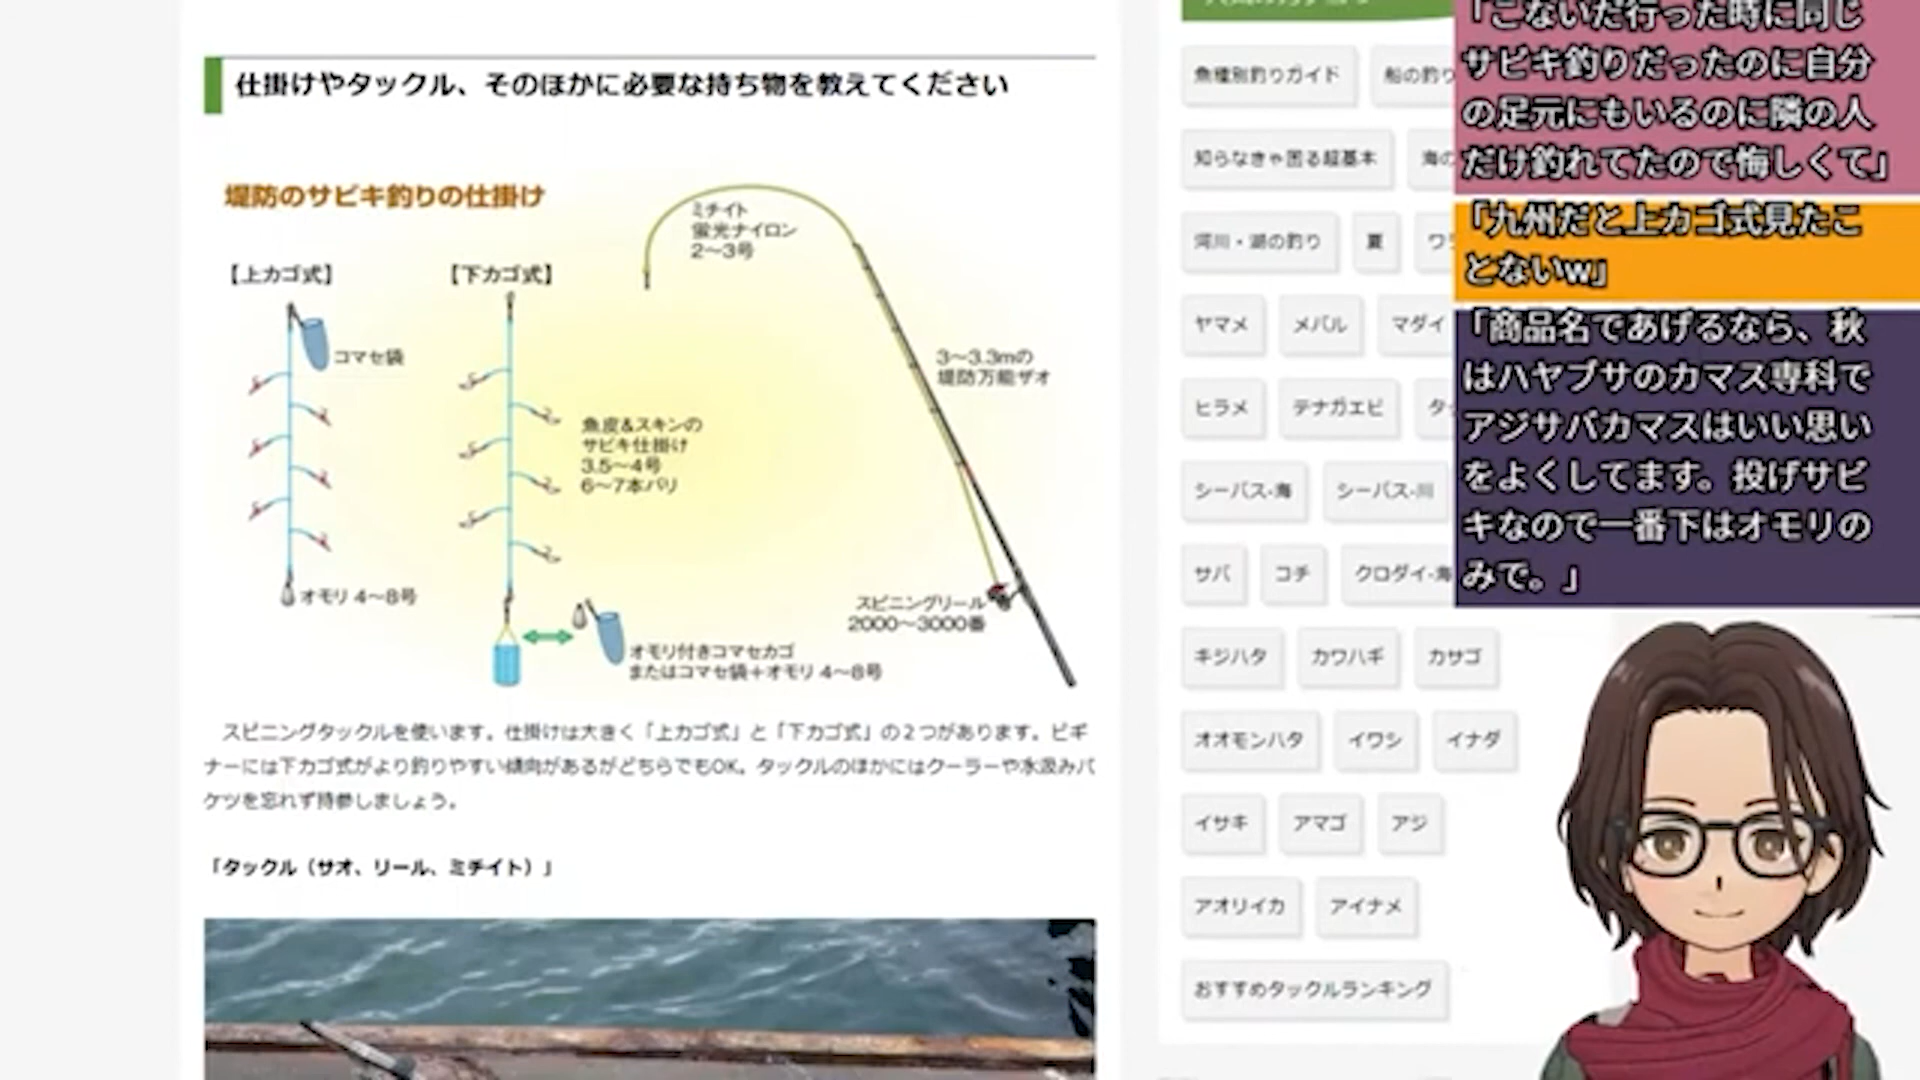 仕掛けやタックル、そのほかに必要な持ち物を教えてください
堤防のサビキ釣りの仕掛け
【上カゴ式】
コマセ袋
オモリ 4〜8号
【下カゴ式】
魚皮&スキンの
サビキ仕掛け
3.5〜4号
6〜7本バリ
オモリ付きコマセカゴ
またはコマセ袋＋オモリ 4〜8号
ミチイト
蛍光ナイロン
2〜3号
3〜3.3mの
堤防万能ザオ
スピニングリール
2000〜3000番
スピニングタックルを使います。仕掛けは大きく「上カゴ式」と「下カゴ式」の２つがあります。ビギ
ナーには下カゴ式がより釣りやすい傾向があるがどちらでもOK。タックルのほかにはクーラーや水汲みバ
ケツを忘れず持参しましょう。
「タックル（サオ、リール、ミチイト）」
魚種別釣りガイド 船の釣り
知らなきゃ困る超基本 海の
河川・湖の釣り 夏 ワ
ヤマメ メバル マダイ
ヒラメ テナガエビ タ
シーバス-海 シーバス-川
サバ コチ クロダイ-海
キジハタ カワハギ カサゴ
オオモンハタ イワシ イナダ
イサキ アマゴ アジ
アオリイカ アイナメ
おすすめタックルランキング
「こないだ行った時に同じ
サビキ釣りだったのに自分
の足元にもいるのに隣の人
だけ釣れてたので悔しくて」
「九州だと上カゴ式見たこ
とないw」
「商品名であげるなら、秋
はハヤブサのカマス専科で
アジサバカマスはいい思い
をよくしてます。投げサビ
キなので一番下はオモリの
みで。」